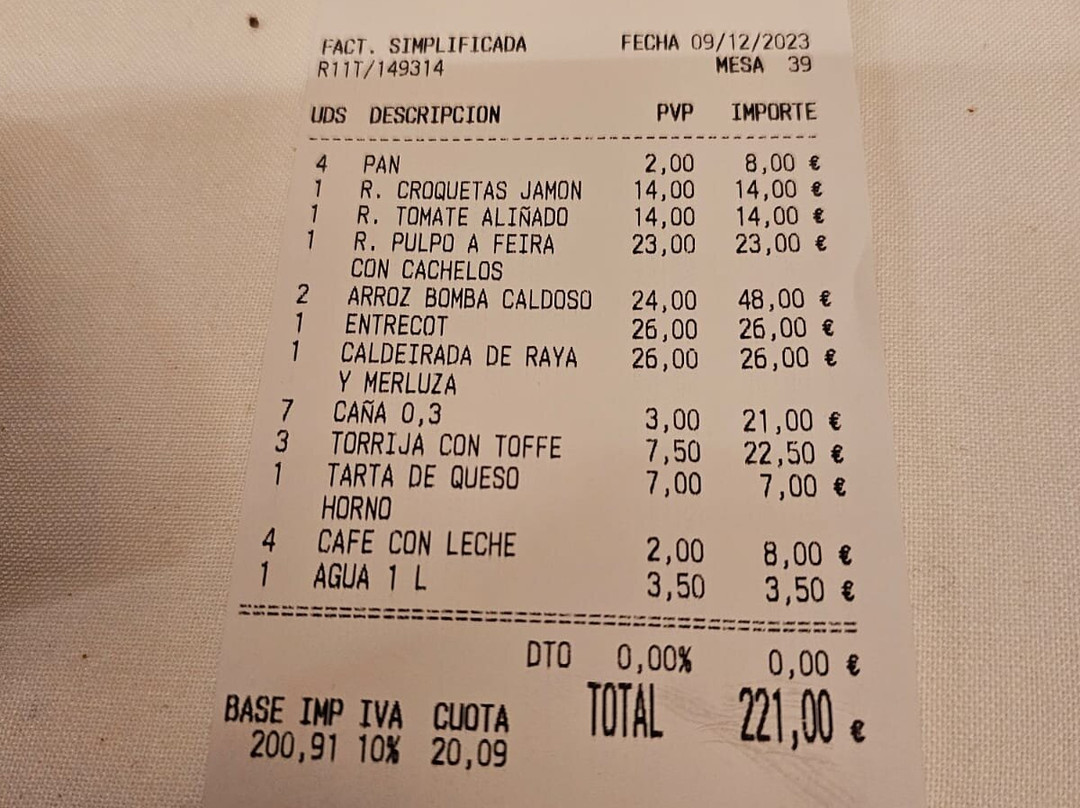 FACT. SIMPLIFICADA FECHA 09/12/2023
R11T/149314 MESA 39
UDS DESCRIPCION PVP IMPORTE
4 PAN 2,00 8,00 €
1 R. CROQUETAS JAMON 14,00 14,00 €
1 R. TOMATE ALIÑADO 14,00 14,00 €
1 R. PULPO A FEIRA 23,00 23,00 €
CON CACHELOS
2 ARROZ BOMBA CALDOSO 24,00 48,00 €
1 ENTRECOT 26,00 26,00 €
1 CALDEIRADA DE RAYA 26,00 26,00 €
Y MERLUZA
7 CAÑA 0,3 3,00 21,00 €
3 TORRIJA CON TOFFE 7,50 22,50 €
1 TARTA DE QUESO 7,00 7,00 €
HORNO
4 CAFE CON LECHE 2,00 8,00 €
1 AGUA 1 L 3,50 3,50 €
DTO 0,00% 0,00 €
TOTAL 221,00 €
BASE IMP IVA CUOTA
200,91 10% 20,09